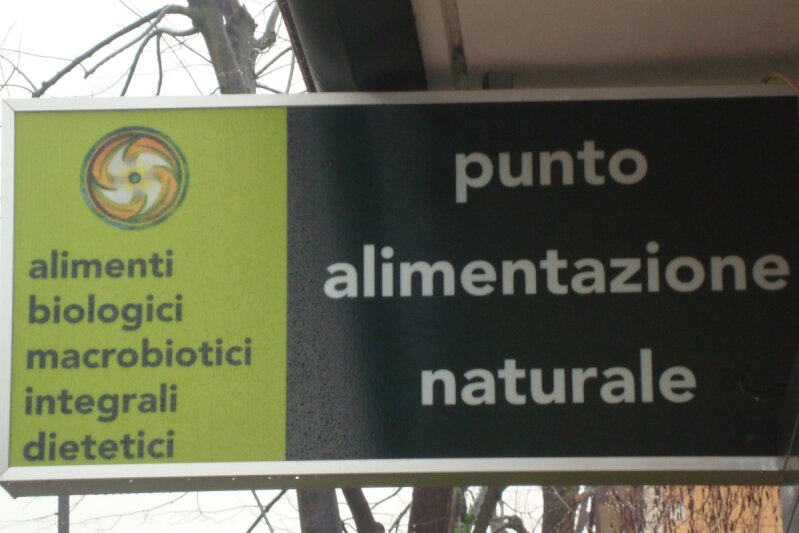 alimenti
biologici
macrobiotici
integrali
dietetici
punto
alimentazione
naturale